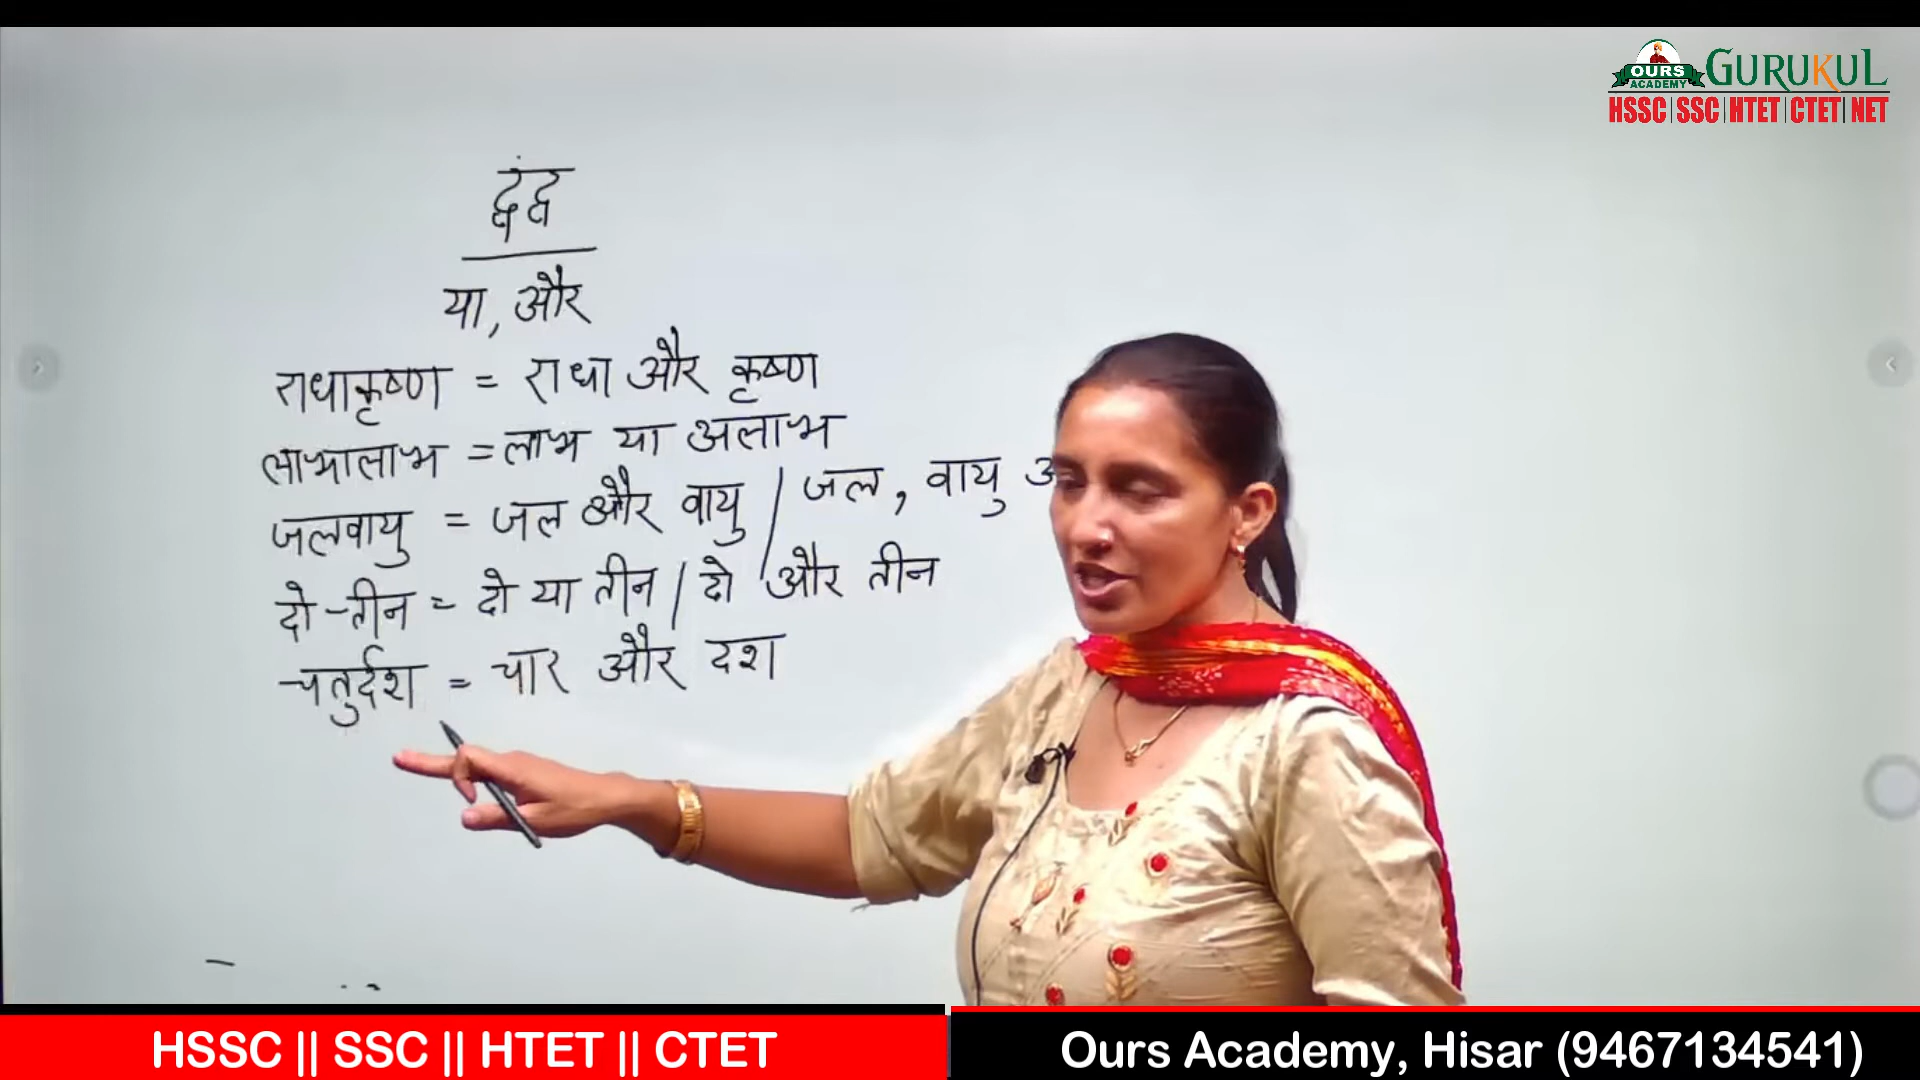 OURS
ACADEMY
GURUKUL
HSSC|SSC|HTET|CTET|NET
द्वंद्व
या, और
राधाकृष्ण = राधा और कृष्ण
लाभालाभ = लाभ या अलाभ
जलवायु = जल और वायु / जल, वायु
दो-तीन = दो या तीन / दो और तीन
चतुर्दश = चार और दश
HSSC || SSC || HTET || CTET
Ours Academy, Hisar (9467134541)